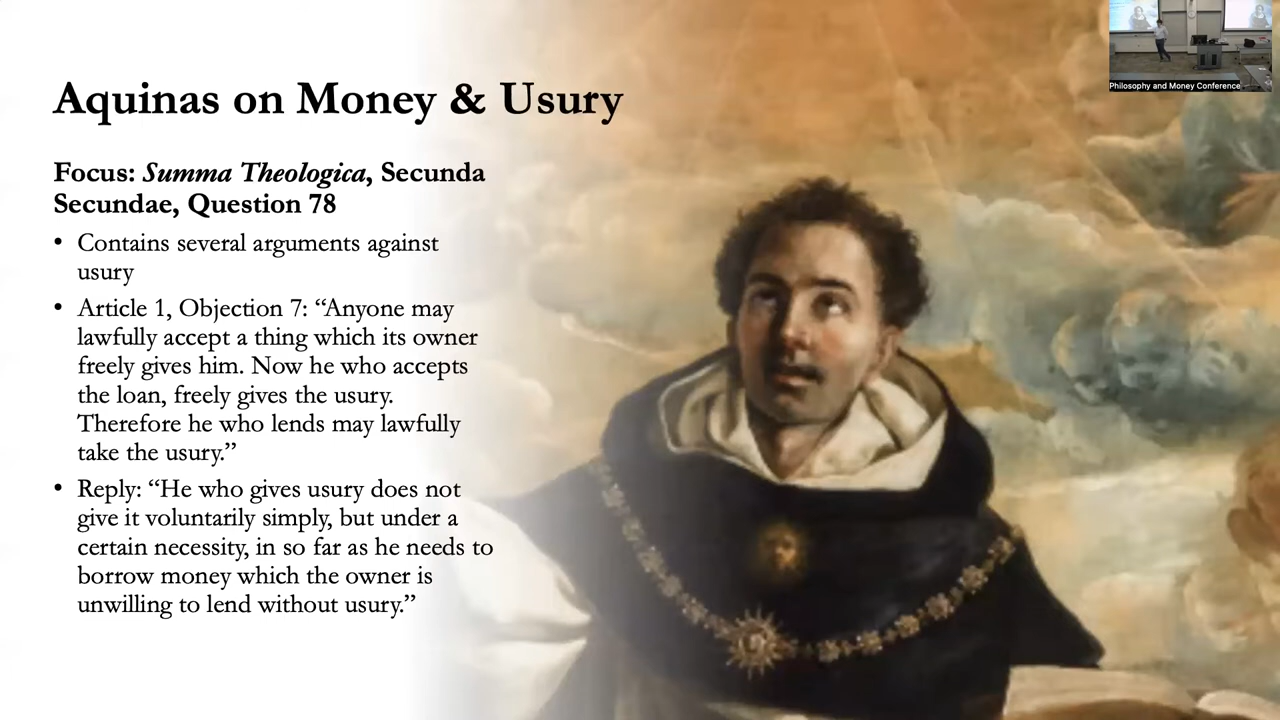 Philosophy and Money Conference
Aquinas on Money & Usury
Focus: Summa Theologica, Secunda
Secundae, Question 78
• Contains several arguments against
usury
• Article 1, Objection 7: “Anyone may
lawfully accept a thing which its owner
freely gives him. Now he who accepts
the loan, freely gives the usury.
Therefore he who lends may lawfully
take the usury.”
• Reply: “He who gives usury does not
give it voluntarily simply, but under a
certain necessity, in so far as he needs to
borrow money which the owner is
unwilling to lend without usury.”